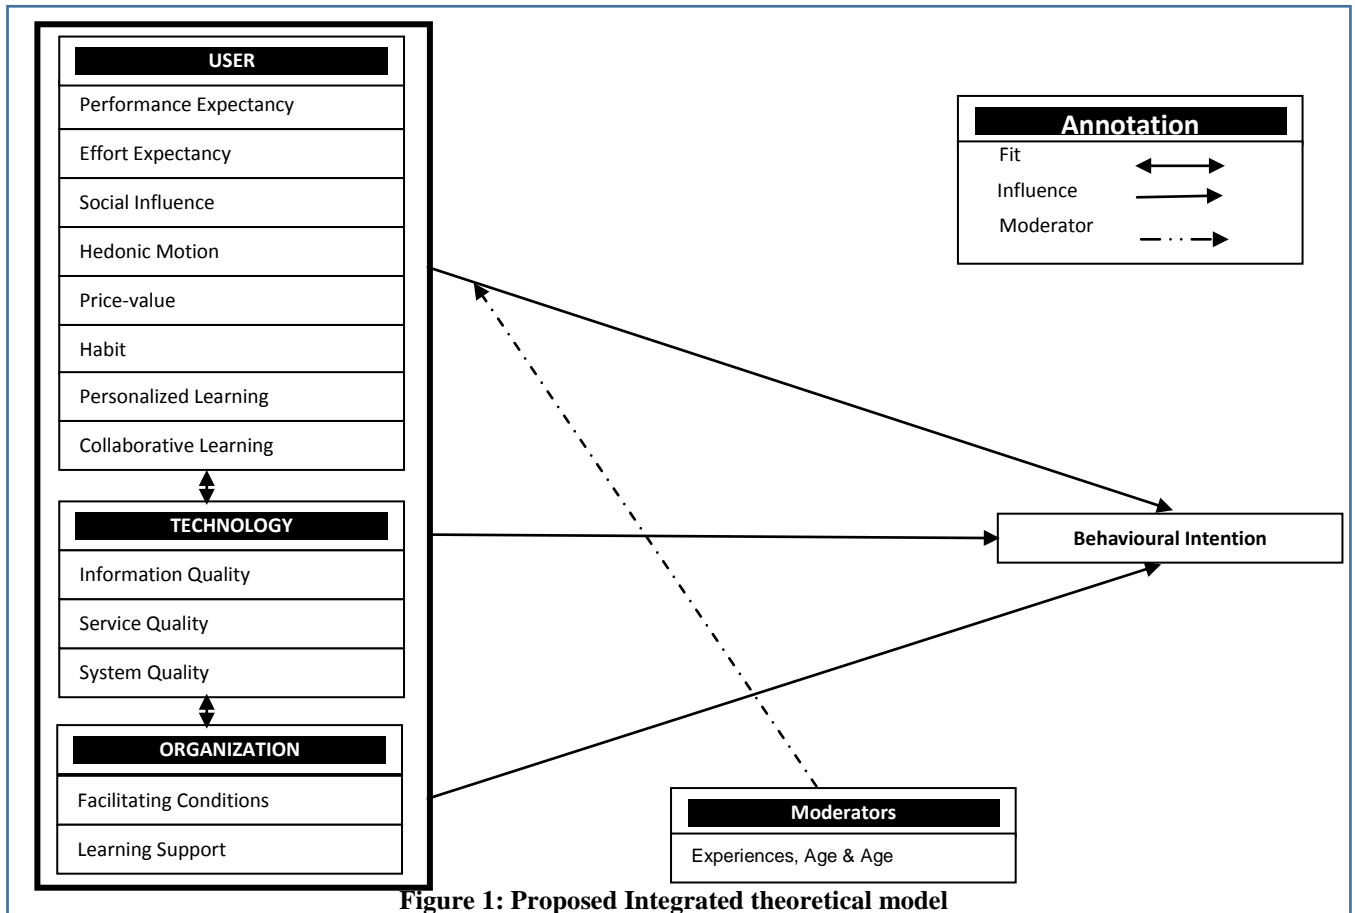 USER
Performance Expectancy
Effort Expectancy
Social Influence
Hedonic Motion
Price-value
Habit
Personalized Learning
Collaborative Learning
TECHNOLOGY
Information Quality
Service Quality
System Quality
ORGANIZATION
Facilitating Conditions
Learning Support
Annotation
Fit
Influence
Moderator
Behavioural Intention
Moderators
Experiences, Age & Age
Figure 1: Proposed Integrated theoretical model